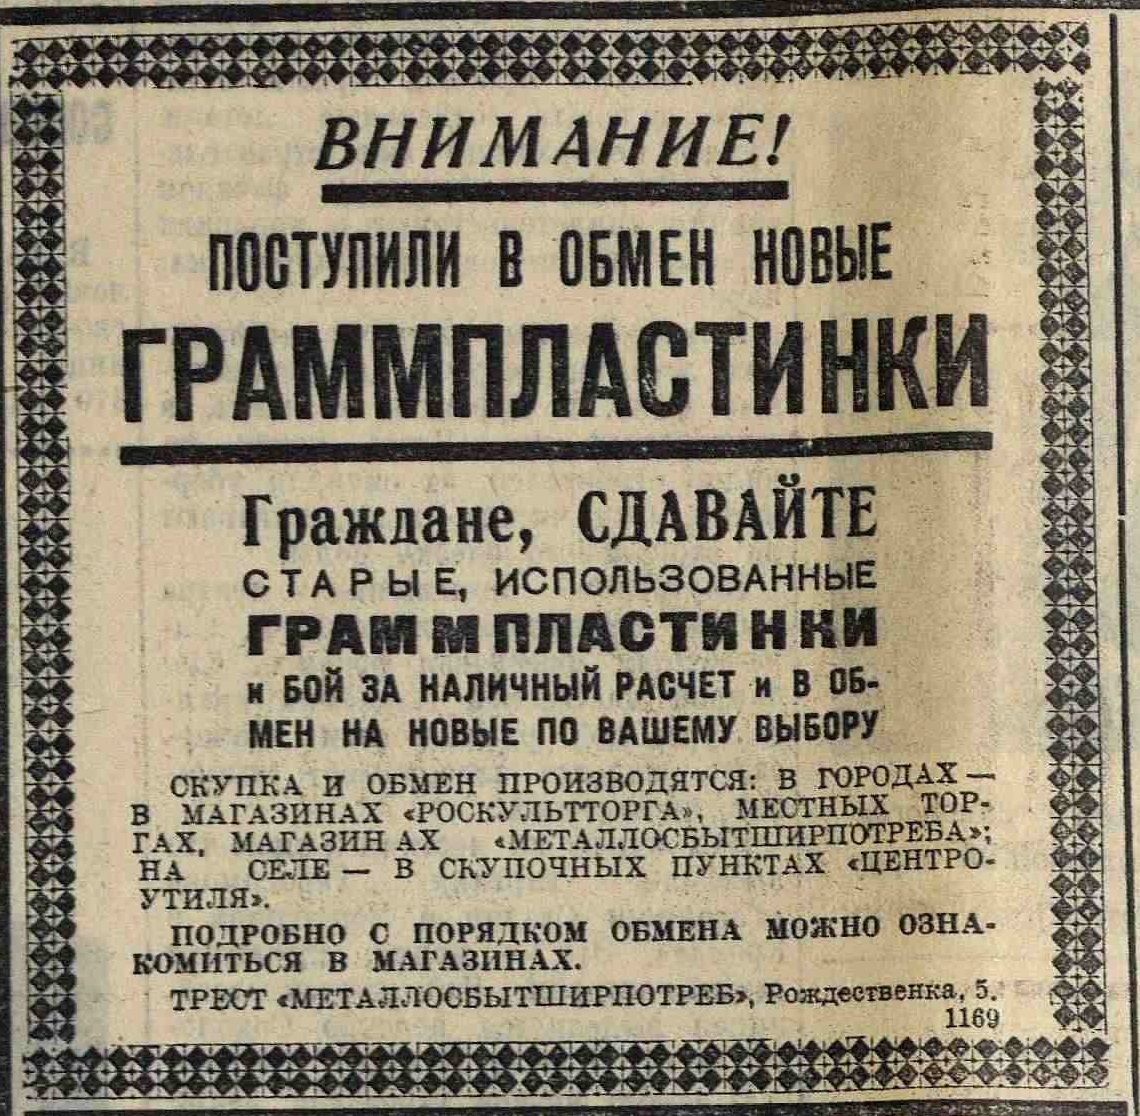 ВНИМАНИЕ!
ПОСТУПИЛИ В ОБМЕН НОВЫЕ
ГРАММПЛАСТИНКИ
Граждане, СДАВАЙТЕ
СТАРЫЕ, ИСПОЛЬЗОВАННЫЕ
ГРАММПЛАСТИНКИ
и БОЙ ЗА НАЛИЧНЫЙ РАСЧЕТ и В ОБ-
МЕН НА НОВЫЕ ПО ВАШЕМУ ВЫБОРУ
СКУПКА И ОБМЕН ПРОИЗВОДЯТСЯ: В ГОРОДАХ —
В МАГАЗИНАХ «РОСКУЛЬТТОРГА», МЕСТНЫХ ТОР-
ГАХ, МАГАЗИНАХ «МЕТАЛЛОСБЫТШИРПОТРЕБА»;
НА СЕЛЕ — В СКУПОЧНЫХ ПУНКТАХ «ЦЕНТРО-
УТИЛЯ».
ПОДРОБНО С ПОРЯДКОМ ОБМЕНА МОЖНО ОЗНА-
КОМИТЬСЯ В МАГАЗИНАХ.
ТРЕСТ «МЕТАЛЛОСБЫТШИРПОТРЕБ», Рождественка, 5.
1169